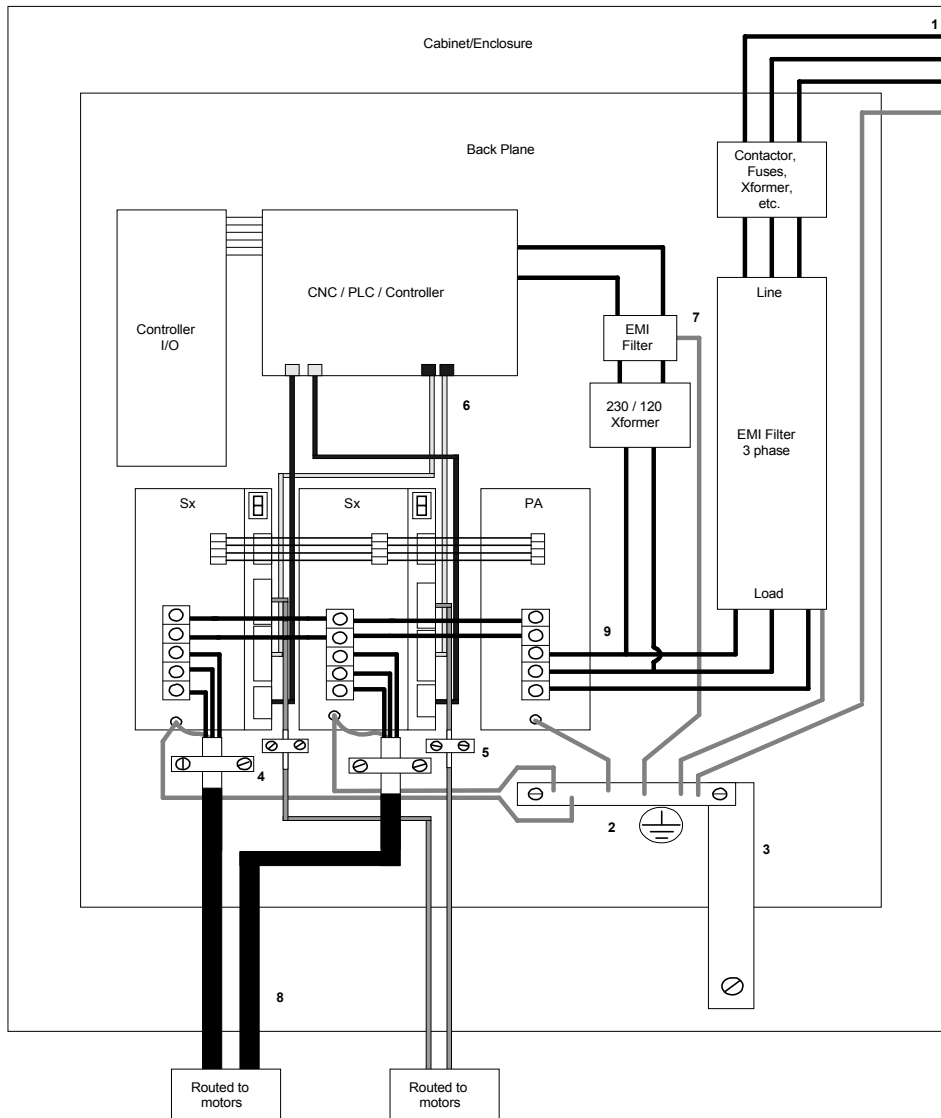 1
Cabinet/Enclosure
Back Plane
Contactor,
Fuses,
Xformer,
etc.
CNC / PLC / Controller
Line
Controller
I/O
7
EMI
Filter
6
230 / 120
Xformer
EMI Filter
3 phase
Sx
Sx
PA
Load
9
5
4
2
3
8
Routed to
motors
Routed to
motors